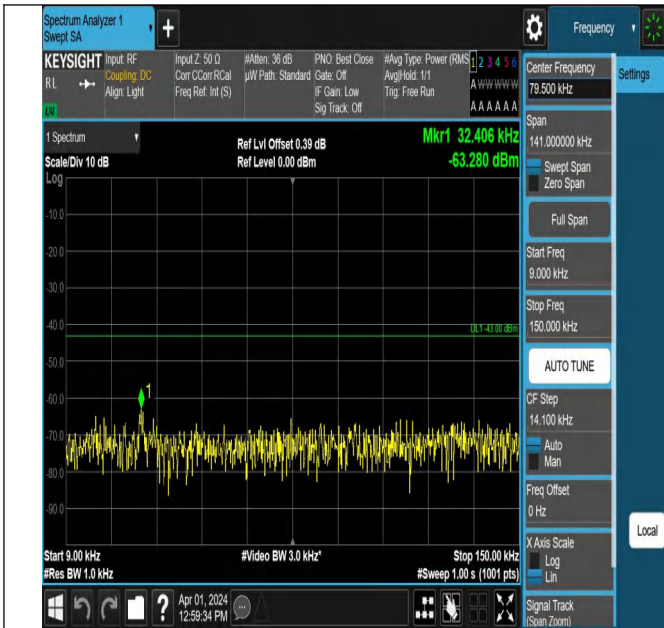 Spectrum Analyzer 1
Swept SA
+
Frequency
KEYSIGHT
RL
LXI
Input: RF
Coupling: DC
Align: Light
Input Z: 50 Ω
Corr CCorr RCal
Freq Ref: Int (S)
#Atten: 36 dB
µW Path: Standard
PNO: Best Close
Gate: Off
IF Gain: Low
Sig Track: Off
#Avg Type: Power (RMS
Avg|Hold: 1/1
Trig: Free Run
1 2 3 4 5 6
A W W W W W
A A A A A A
1 Spectrum
Scale/Div 10 dB
Ref Lvl Offset 0.39 dB
Ref Level 0.00 dBm
Mkr1 32.406 kHz
-63.280 dBm
Log
-10.0
-20.0
-30.0
-40.0
-50.0
-60.0
-70.0
-80.0
-90.0
DL1 -43.00 dBm
1
Start 9.00 kHz
#Res BW 1.0 kHz
#Video BW 3.0 kHz*
Stop 150.00 kHz
#Sweep 1.00 s (1001 pts)
Center Frequency
79.500 kHz
Settings
Span
141.000000 kHz
Swept Span
Zero Span
Full Span
Start Freq
9.000 kHz
Stop Freq
150.000 kHz
AUTO TUNE
CF Step
14.100 kHz
Auto
Man
Freq Offset
0 Hz
X Axis Scale
Log
Lin
Signal Track
(Span Zoom)
Local
?
Apr 01, 2024
12:59:34 PM